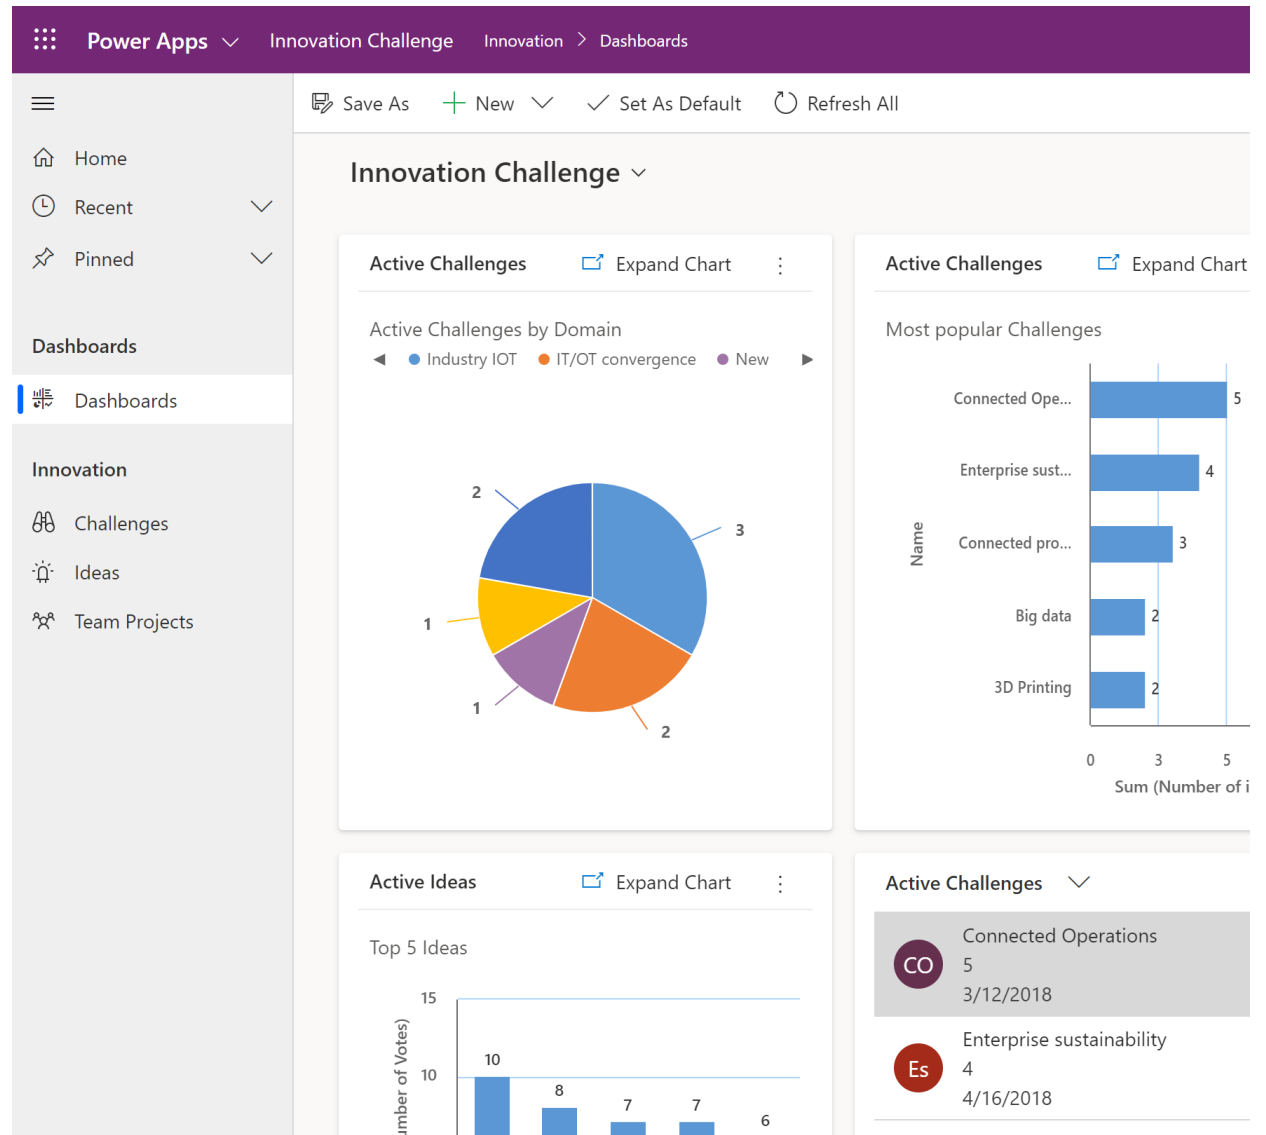 Power Apps
Innovation Challenge
Innovation > Dashboards
Save As
New
Set As Default
Refresh All
Home
Recent
Pinned
Dashboards
Dashboards
Innovation
Challenges
Ideas
Team Projects
Innovation Challenge
Active Challenges
Expand Chart
Active Challenges by Domain
Industry IOT
IT/OT convergence
New
2
3
1
1
2
Active Challenges
Expand Chart
Most popular Challenges
Name
Connected Ope...
5
Enterprise sust...
4
Connected pro...
3
Big data
2
3D Printing
2
0 3 5
Sum (Number of i
Active Ideas
Expand Chart
Top 5 Ideas
umber of Votes)
15
10
10
8
7
7
6
Active Challenges
CO
Connected Operations
5
3/12/2018
Es
Enterprise sustainability
4
4/16/2018